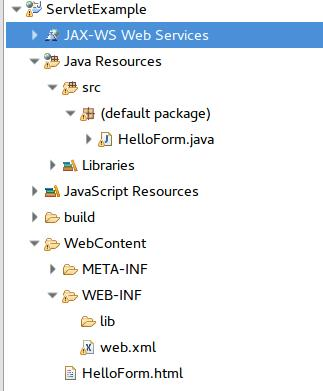 ServletExample
JAX-WS Web Services
Java Resources
src
(default package)
HelloForm.java
Libraries
JavaScript Resources
build
WebContent
META-INF
WEB-INF
lib
web.xml
HelloForm.html